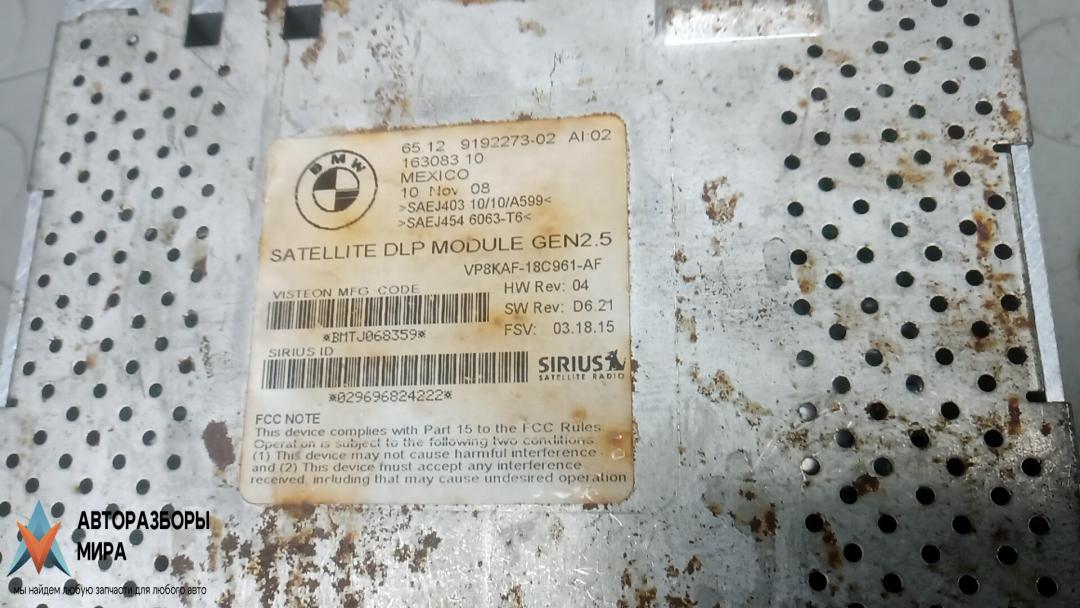 BMW
65.12 9192273-02 AI:02
163083 10
MEXICO
10 Nov 08
>SAEJ403 10/10/A599<
>SAEJ454 6063-T6<
SATELLITE DLP MODULE GEN2.5
VP8KAF-18C961-AF
VISTEON MFG CODE
HW Rev: 04
SW Rev: D6.21
*BMTJ068359*
FSV: 03.18.15
SIRIUS ID
SIRIUS
SATELLITE RADIO
*029696824222*
FCC NOTE
This device complies with Part 15 to the FCC Rules
Operation is subject to the following two conditions:
(1) This device may not cause harmful interference
and (2) This device must accept any interference
received, including that may cause undesired operation
АВТОРАЗБОРЫ
МИРА
мы найдем любую запчасти для любого авто